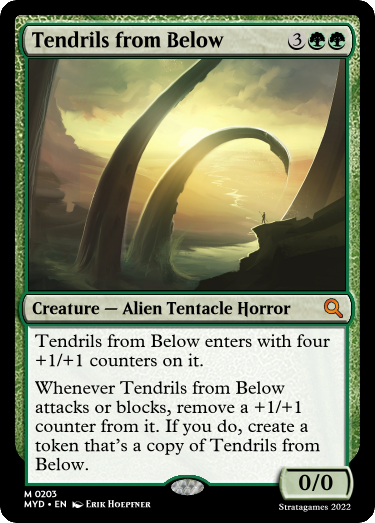 Tendrils from Below 3
Creature — Alien Tentacle Horror
Tendrils from Below enters with four
+1/+1 counters on it.
Whenever Tendrils from Below
attacks or blocks, remove a +1/+1
counter from it. If you do, create a
token that's a copy of Tendrils from
Below.
0/0
M 0203
MYD • EN Erik Hoepfner
Stratagames 2022